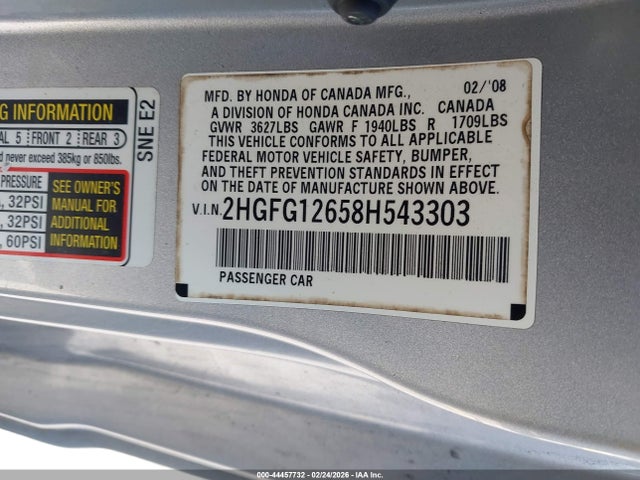 G INFORMATION
AL 5 FRONT 2 REAR 3
d never exceed 385kg or 850lbs.
PRESSURE
, 32PSI
, 32PSI
, 60PSI
SEE OWNER'S
MANUAL FOR
ADDITIONAL
INFORMATION
SNE E2
MFD. BY HONDA OF CANADA MFG., 02/'08
A DIVISION OF HONDA CANADA INC. CANADA
GVWR 3627LBS GAWR F 1940LBS R 1709LBS
THIS VEHICLE CONFORMS TO ALL APPLICABLE
FEDERAL MOTOR VEHICLE SAFETY, BUMPER,
AND THEFT PREVENTION STANDARDS IN EFFECT
ON THE DATE OF MANUFACTURE SHOWN ABOVE.
V.I.N. 2HGFG12658H543303
PASSENGER CAR
000-44457732 - 02/24/2026 - IAA Inc.